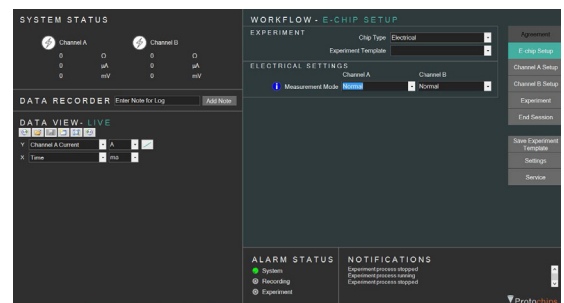 SYSTEM STATUS
Channel A
Channel B
0 Ω 0 Ω
0 µA 0 µA
0 mV 0 mV
DATA RECORDER Enter Note for Log Add Note
DATA VIEW- LIVE
Y Channel A Current A
X Time ms
WORKFLOW - E-CHIP SETUP
EXPERIMENT
Chip Type Electrical
Experiment Template
ELECTRICAL SETTINGS
Channel A Channel B
Measurement Mode Normal Normal
Agreement
E-chip Setup
Channel A Setup
Channel B Setup
Experiment
End Session
Save Experiment
Template
Settings
Service
ALARM STATUS
System
Recording
Experiment
NOTIFICATIONS
Experiment process stopped
Experiment process running
Experiment process stopped
Protochips